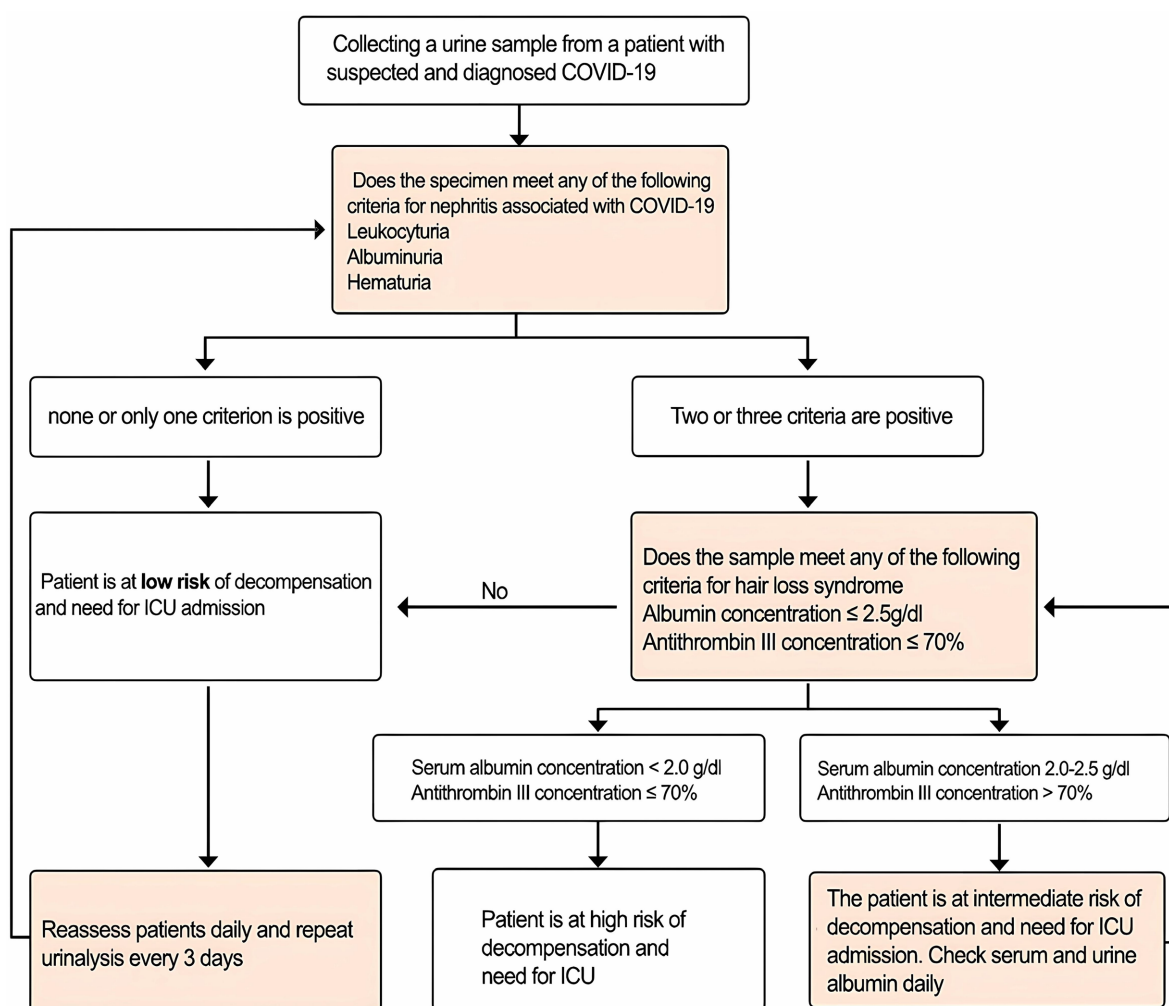 Collecting a urine sample from a patient with
suspected and diagnosed COVID-19
Does the specimen meet any of the following
criteria for nephritis associated with COVID-19
Leukocyturia
Albuminuria
Hematuria
none or only one criterion is positive
Two or three criteria are positive
Patient is at low risk of decompensation
and need for ICU admission
No
Does the sample meet any of the following
criteria for hair loss syndrome
Albumin concentration ≤ 2.5g/dl
Antithrombin III concentration ≤ 70%
Serum albumin concentration < 2.0 g/dl
Antithrombin III concentration ≤ 70%
Serum albumin concentration 2.0-2.5 g/dl
Antithrombin III concentration > 70%
Reassess patients daily and repeat
urinalysis every 3 days
Patient is at high risk of
decompensation and
need for ICU
The patient is at intermediate risk of
decompensation and need for ICU
admission. Check serum and urine
albumin daily